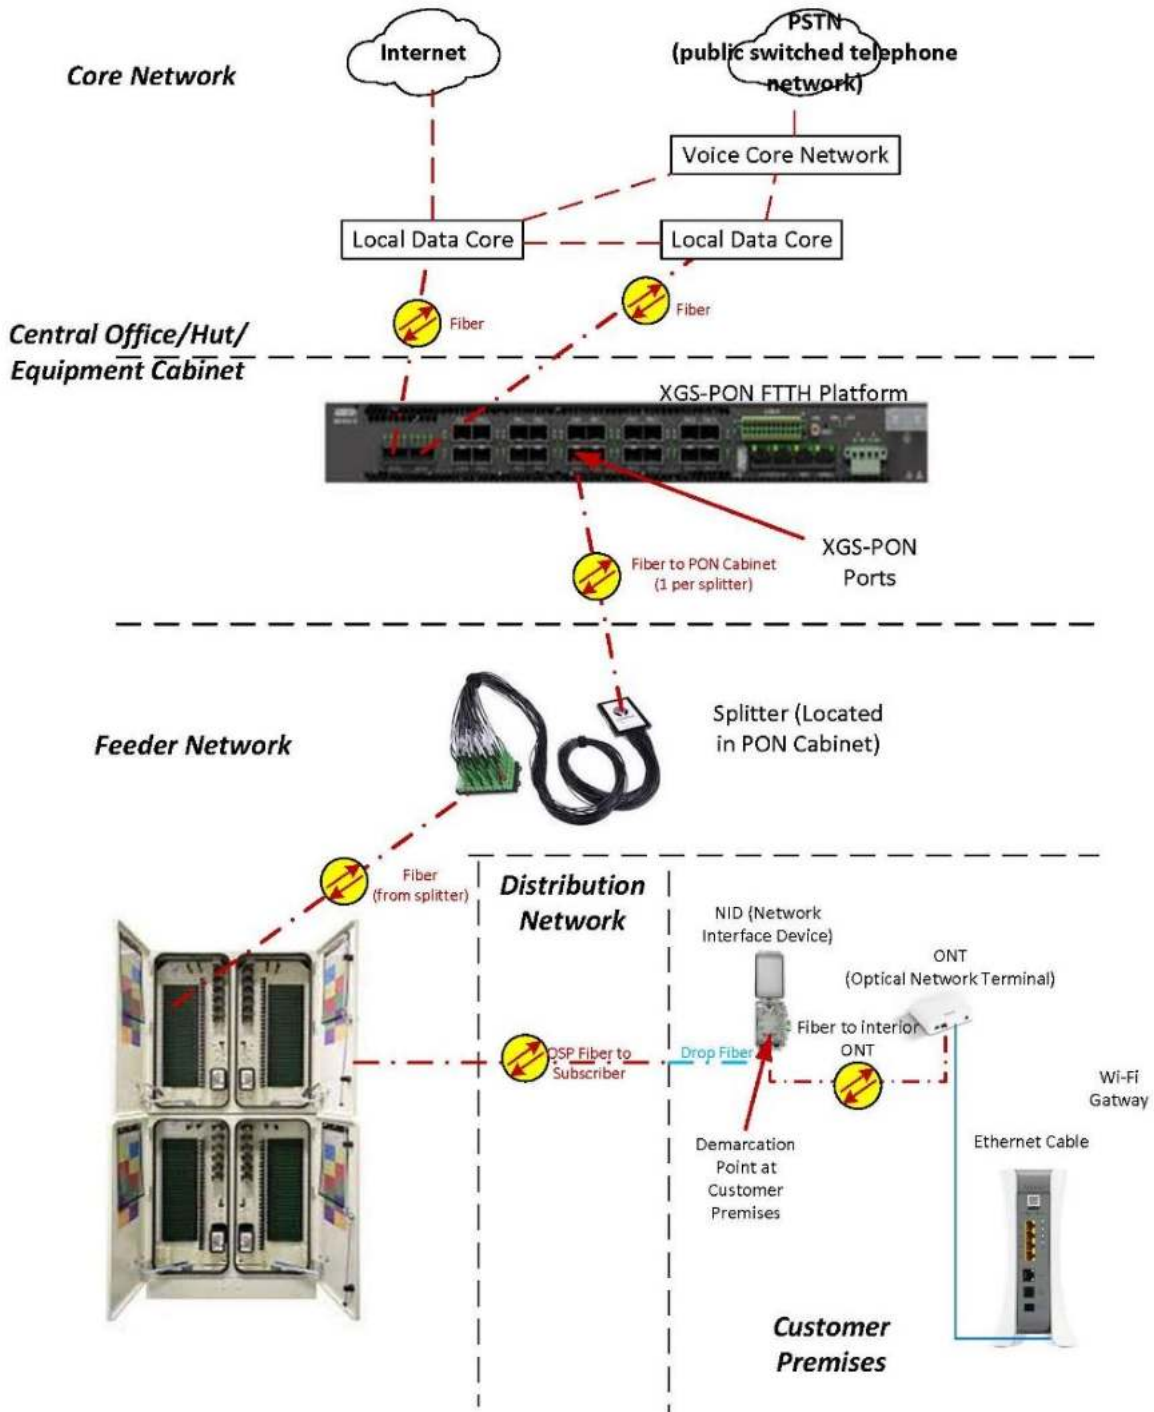 Internet
PSTN
(public switched telephone
network)
Core Network
Voice Core Network
Local Data Core
Local Data Core
Fiber
Fiber
Central Office/Hut/
Equipment Cabinet
XGS-PON FTTH Platform
XGS-PON
Ports
Fiber to PON Cabinet
(1 per splitter)
Splitter (Located
in PON Cabinet)
Feeder Network
Fiber
(from splitter)
Distribution
Network
NID (Network
Interface Device)
ONT
(Optical Network Terminal)
Fiber to interior
ONT
OSP Fiber to
Subscriber
Drop Fiber
Wi-Fi
Gatway
Demarcation
Point at
Customer
Premises
Ethernet Cable
Customer
Premises